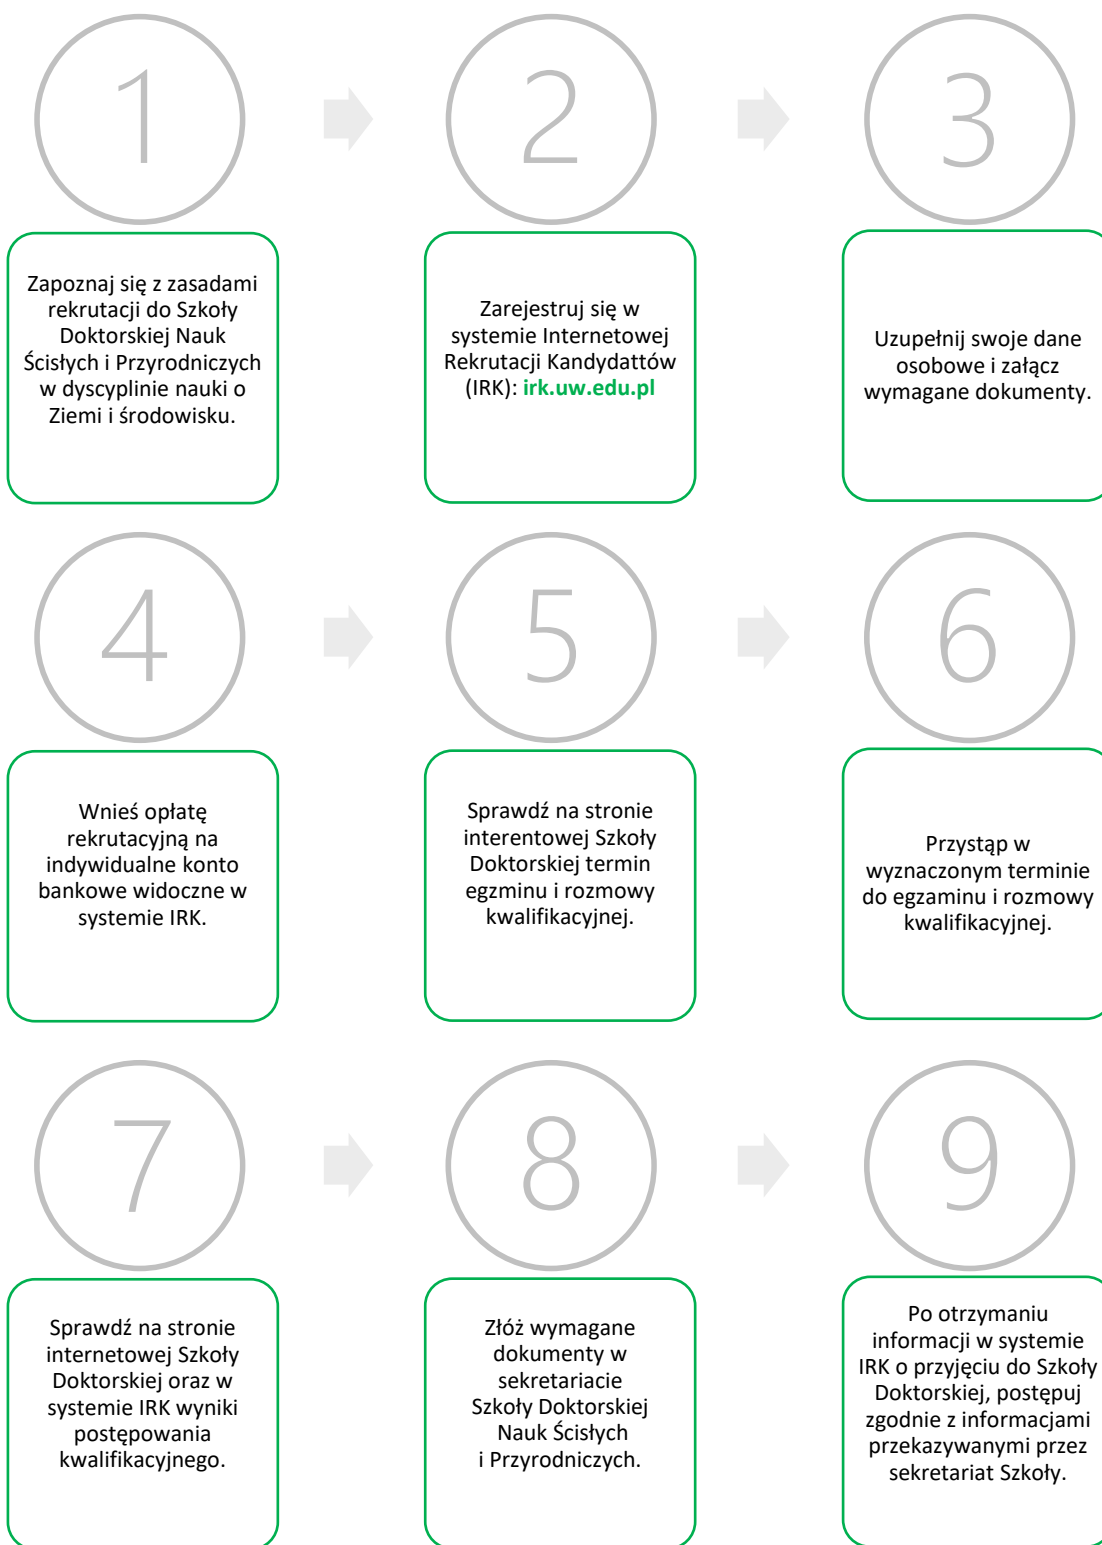 1
2
3
Zapoznaj się z zasadami
rekrutacji do Szkoły
Doktorskiej Nauk
Ścisłych i Przyrodniczych
w dyscyplinie nauki o
Ziemi i środowisku.
Zarejestruj się w
systemie Internetowej
Rekrutacji Kandydattów
(IRK): irk.uw.edu.pl
Uzupełnij swoje dane
osobowe i załącz
wymagane dokumenty.
4
5
6
Wnieś opłatę
rekrutacyjną na
indywidualne konto
bankowe widoczne w
systemie IRK.
Sprawdź na stronie
interentowej Szkoły
Doktorskiej termin
egzminu i rozmowy
kwalifikacyjnej.
Przystąp w
wyznaczonym terminie
do egzaminu i rozmowy
kwalifikacyjnej.
7
8
9
Sprawdź na stronie
internetowej Szkoły
Doktorskiej oraz w
systemie IRK wyniki
postępowania
kwalifikacyjnego.
Złóż wymagane
dokumenty w
sekretariacie
Szkoły Doktorskiej
Nauk Ścisłych
i Przyrodniczych.
Po otrzymaniu
informacji w systemie
IRK o przyjęciu do Szkoły
Doktorskiej, postępuj
zgodnie z informacjami
przekazywanymi przez
sekretariat Szkoły.